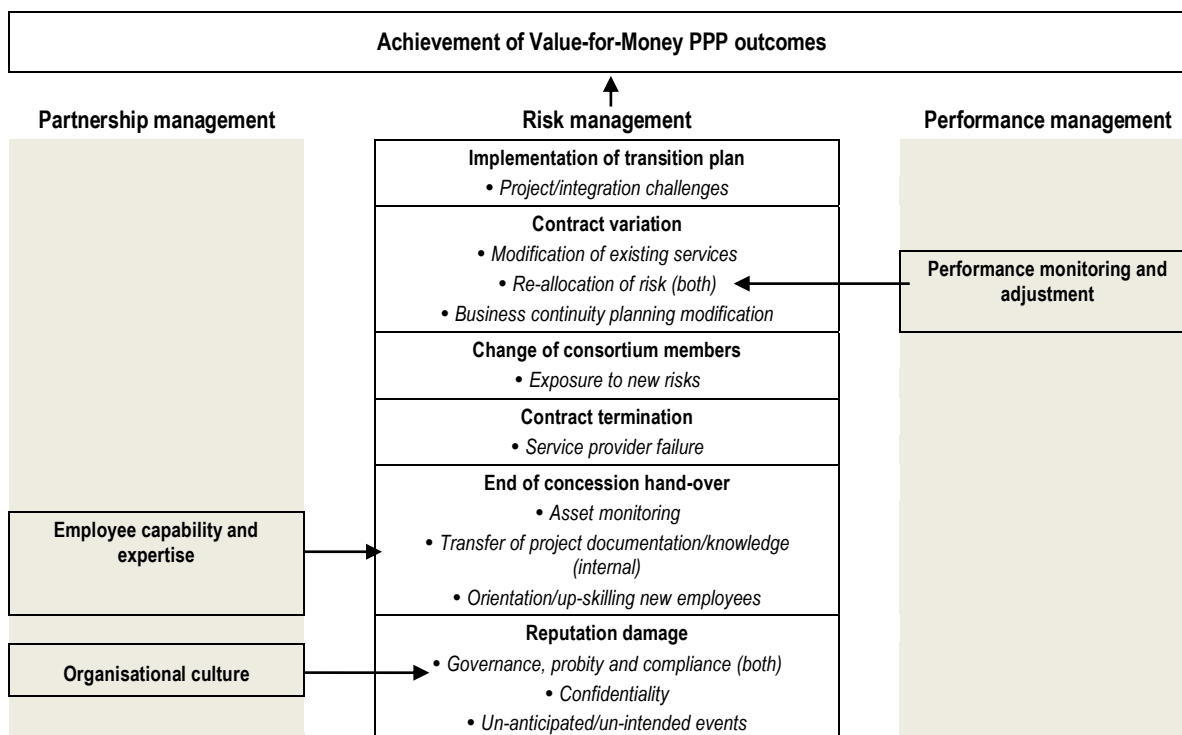 Achievement of Value-for-Money PPP outcomes
Partnership management
Risk management
Performance management
Implementation of transition plan
• Project/integration challenges
Contract variation
• Modification of existing services
• Re-allocation of risk (both)
• Business continuity planning modification
Performance monitoring and
adjustment
Change of consortium members
• Exposure to new risks
Contract termination
• Service provider failure
End of concession hand-over
• Asset monitoring
• Transfer of project documentation/knowledge
(internal)
• Orientation/up-skilling new employees
Employee capability and
expertise
Reputation damage
• Governance, probity and compliance (both)
• Confidentiality
• Un-anticipated/un-intended events
Organisational culture